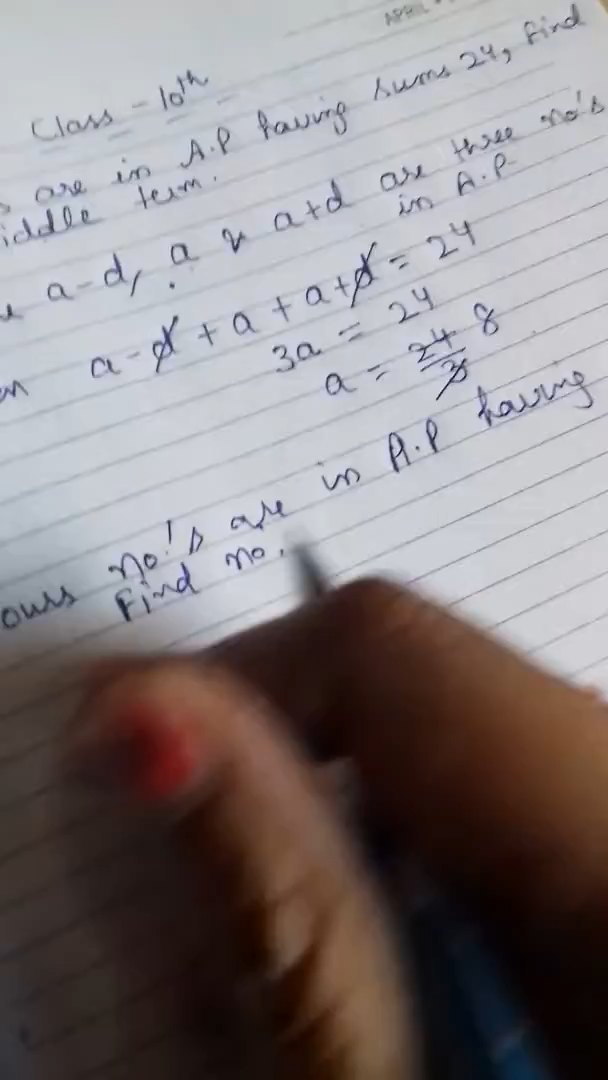 APRIL
Class - 10th
are in A.P having sums 24, find
middle term.
a-d, a & a+d are three no's
in A.P
a-d + a + a+d = 24
3a = 24
a = 24/3 8
no!s are in A.P having
Find no.